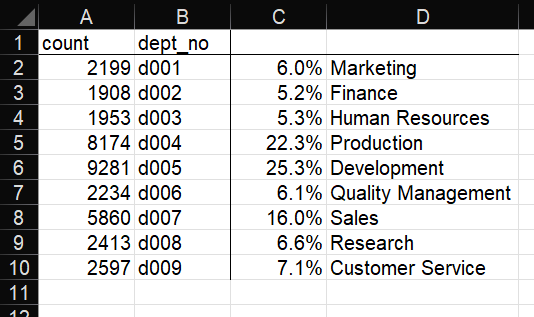 A B C D
1 count dept_no
2 2199 d001 6.0% Marketing
3 1908 d002 5.2% Finance
4 1953 d003 5.3% Human Resources
5 8174 d004 22.3% Production
6 9281 d005 25.3% Development
7 2234 d006 6.1% Quality Management
8 5860 d007 16.0% Sales
9 2413 d008 6.6% Research
10 2597 d009 7.1% Customer Service
11